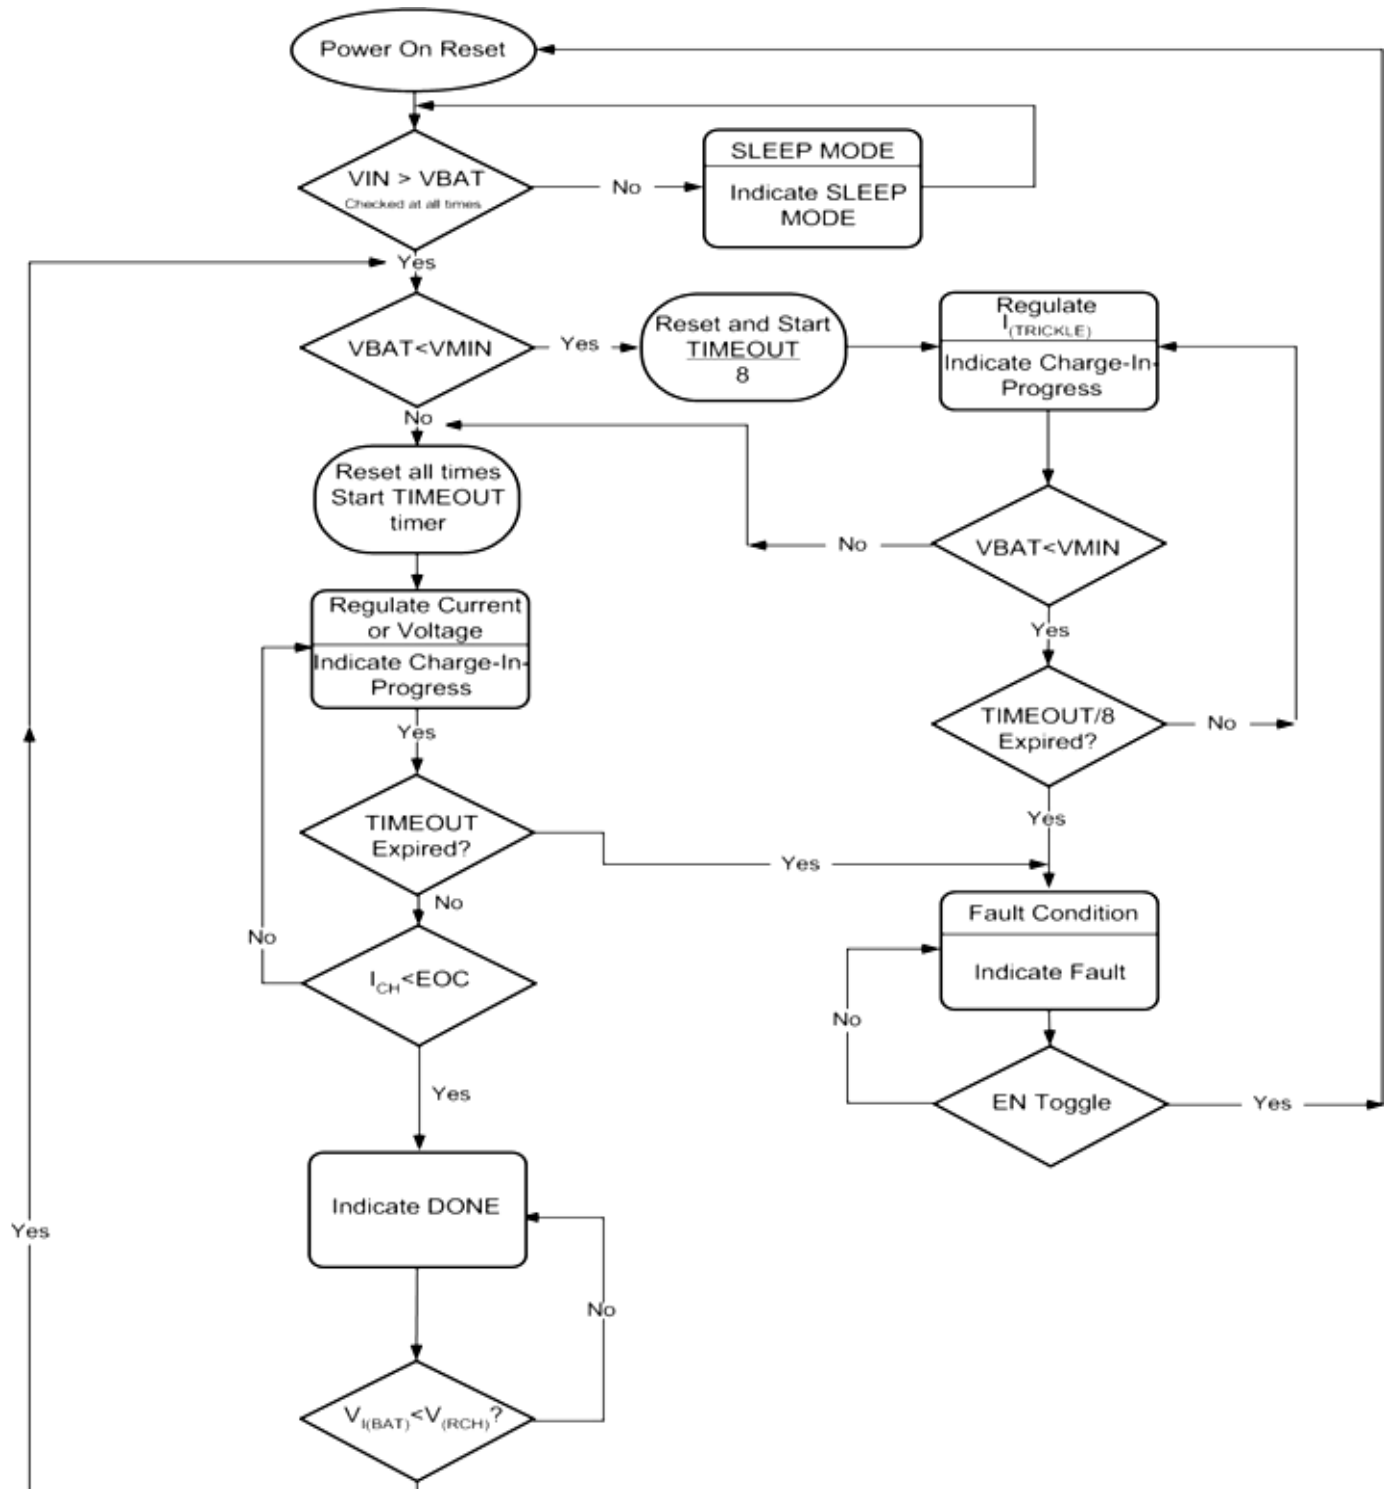 Power On Reset
VIN > VBAT
Checked at all times
No
SLEEP MODE
Indicate SLEEP
MODE
Yes
VBAT<VMIN
Yes
Reset and Start
TIMEOUT
8
Regulate
I(TRICKLE)
Indicate Charge-In-
Progress
No
Reset all times
Start TIMEOUT
timer
No
VBAT<VMIN
Regulate Current
or Voltage
Indicate Charge-In-
Progress
Yes
Yes
TIMEOUT/8
Expired?
No
TIMEOUT
Expired?
Yes
Yes
No
Fault Condition
Indicate Fault
No
ICH<EOC
No
EN Toggle
Yes
Yes
Indicate DONE
Yes
No
VI(BAT)<V(RCH)?